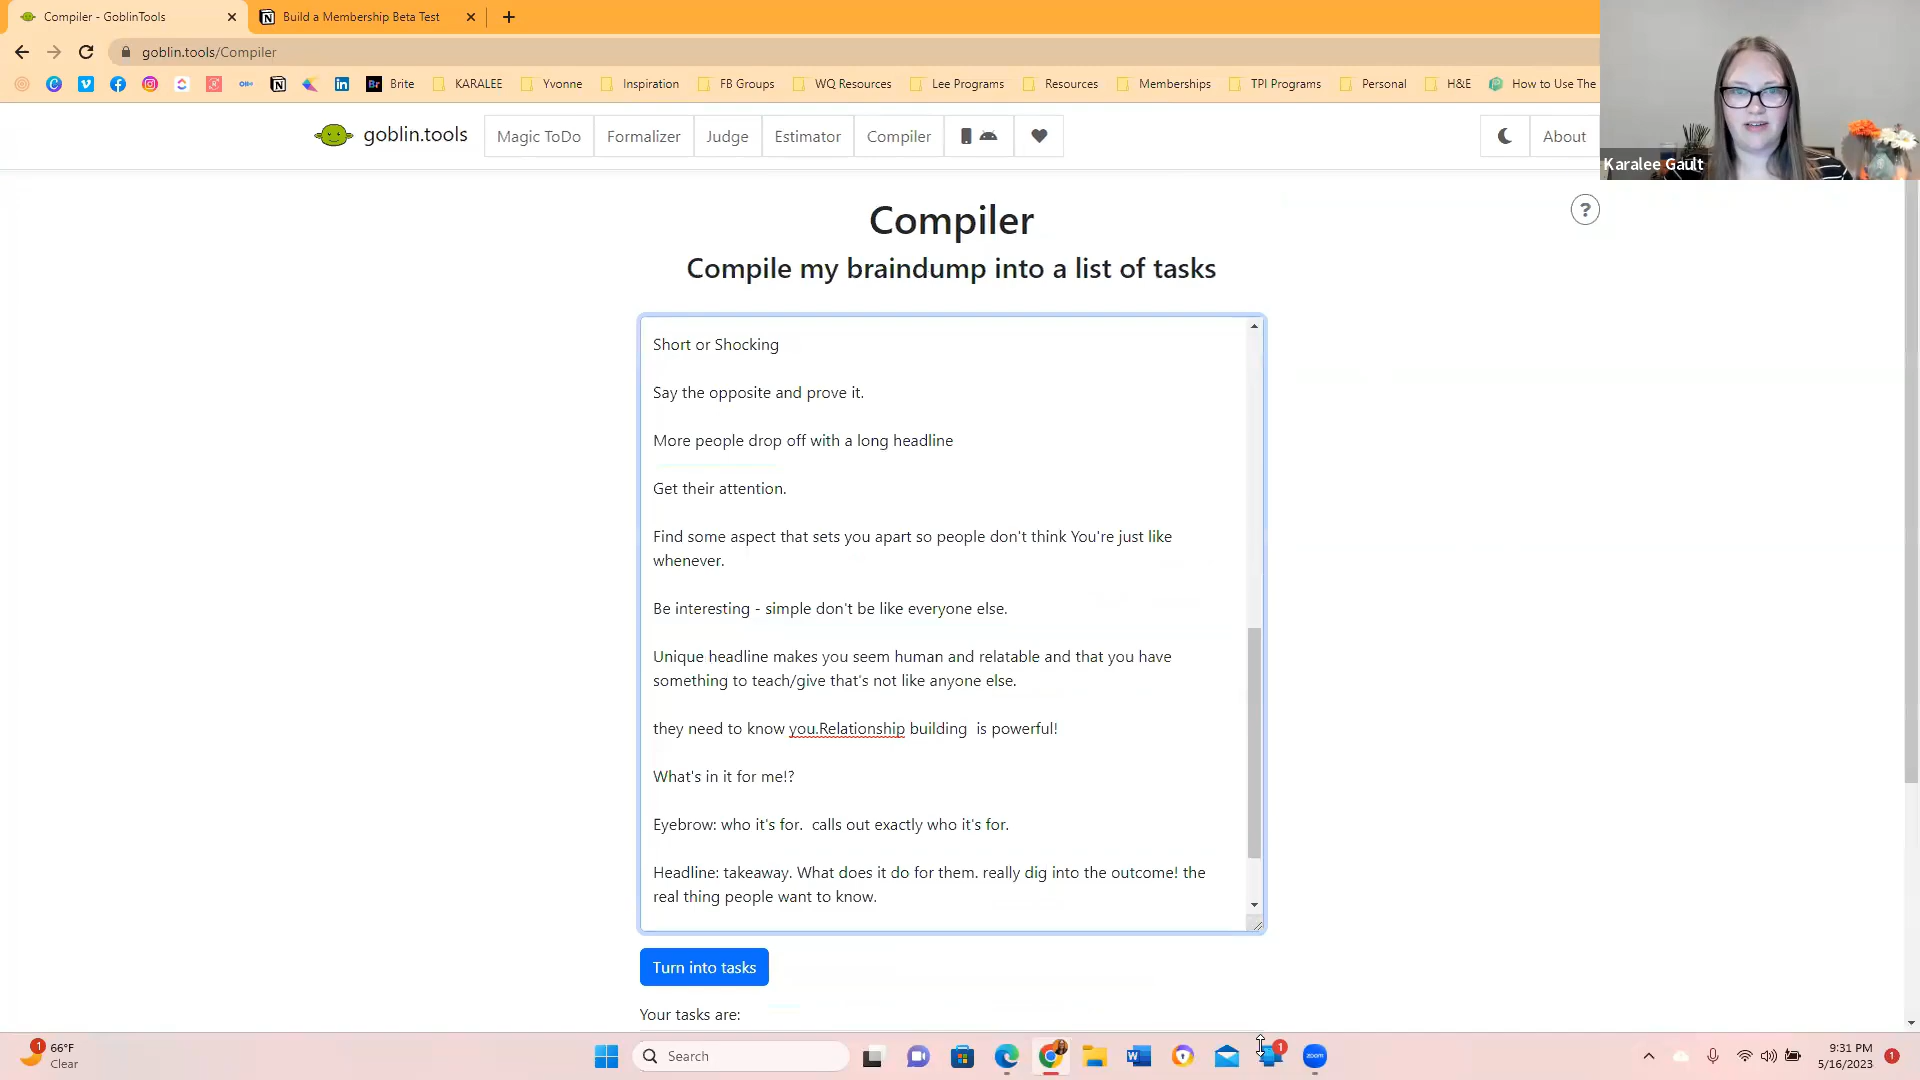 Compiler - GoblinTools
Build a Membership Beta Test
goblin.tools/Compiler
Br Brite KARALEE Yvonne Inspiration FB Groups WQ Resources Lee Programs Resources Memberships TPI Programs Personal H&E How to Use The
goblin.tools Magic ToDo Formalizer Judge Estimator Compiler About
Karalee Gault
Compiler
?
Compile my braindump into a list of tasks
Short or Shocking
Say the opposite and prove it.
More people drop off with a long headline
Get their attention.
Find some aspect that sets you apart so people don't think You're just like
whenever.
Be interesting - simple don't be like everyone else.
Unique headline makes you seem human and relatable and that you have
something to teach/give that's not like anyone else.
they need to know you.Relationship building  is powerful!
What's in it for me!?
Eyebrow: who it's for.  calls out exactly who it's for.
Headline: takeaway. What does it do for them. really dig into the outcome! the
real thing people want to know.
Turn into tasks
Your tasks are:
1
66°F
Clear
Search
1
zoom
9:31 PM
5/16/2023
1